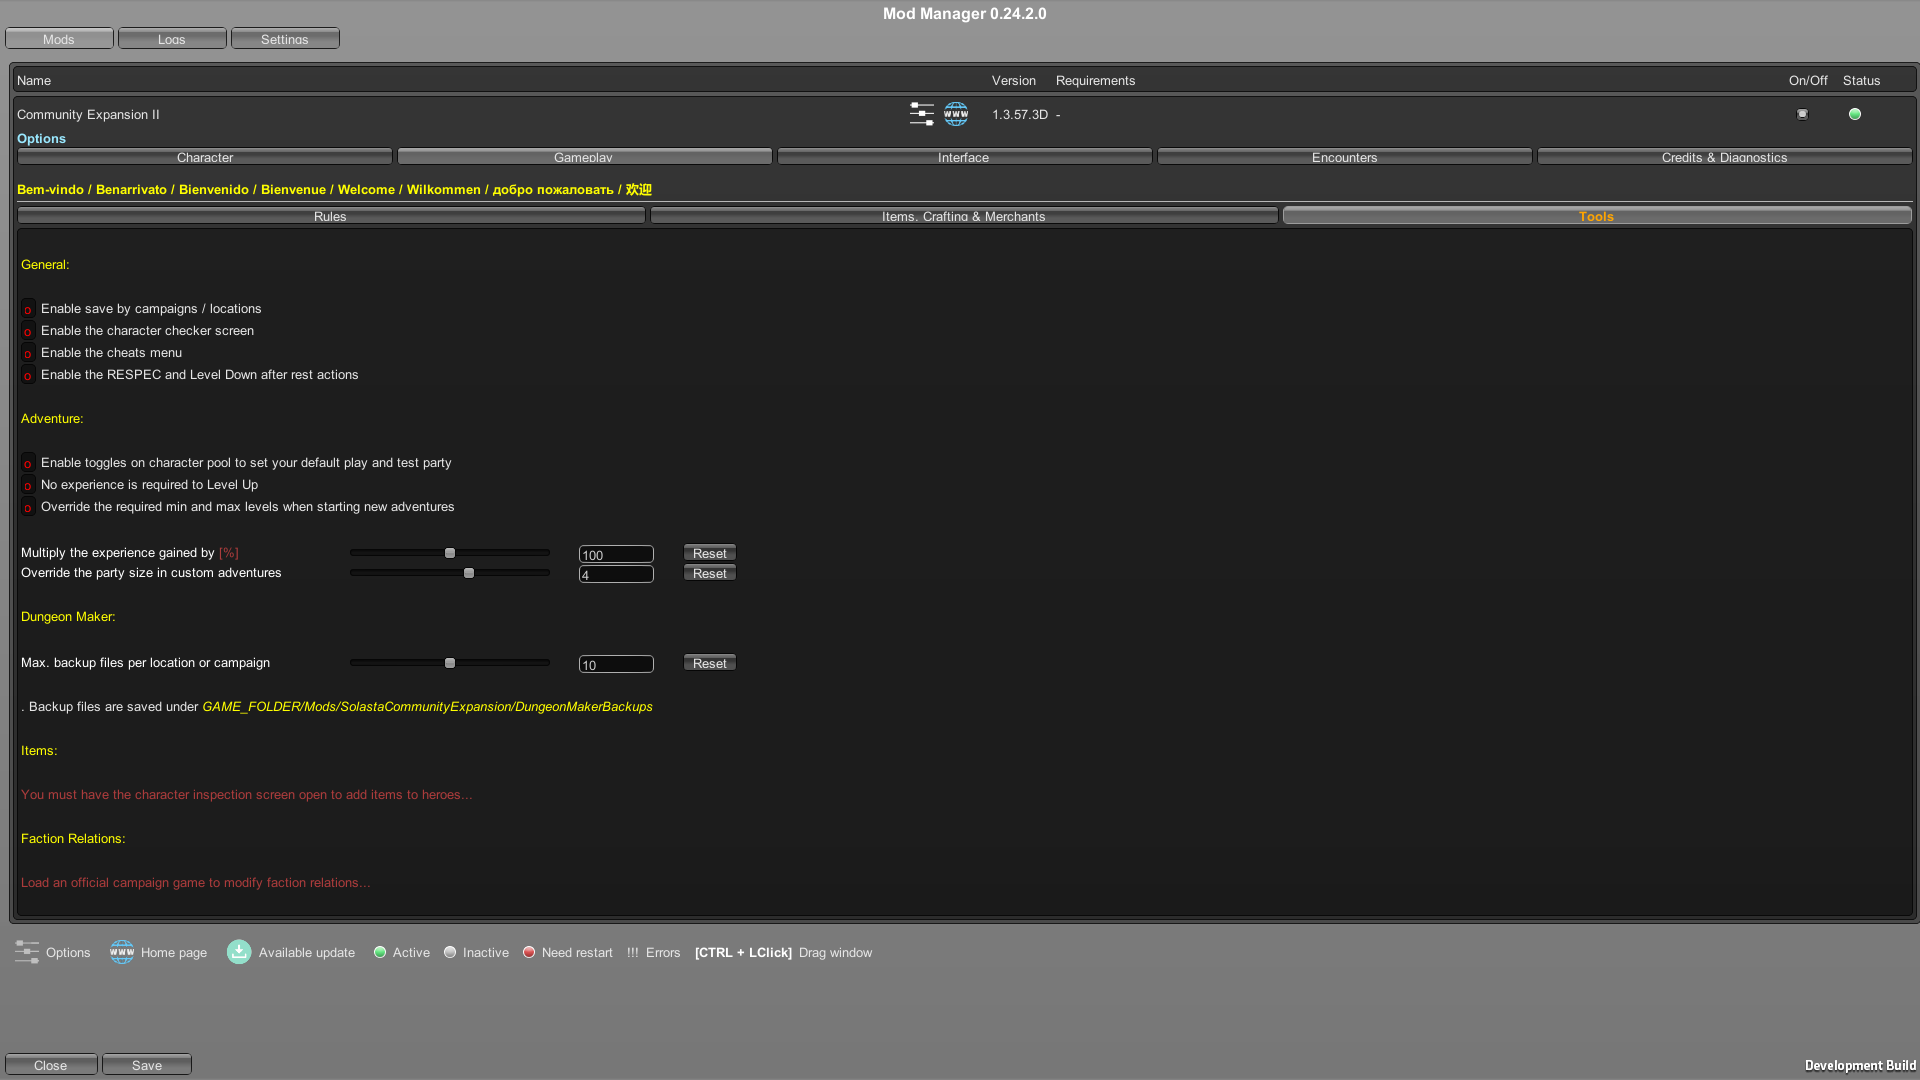 Mod Manager 0.24.2.0
Mods Logs Settings
Name Version Requirements On/Off Status
Community Expansion II www 1.3.57.3D -
Options
Character Gameplay Interface Encounters Credits & Diagnostics
Bem-vindo / Benarrivato / Bienvenido / Bienvenue / Welcome / Wilkommen / добро пожаловать / 欢迎
Rules Items, Crafting & Merchants Tools
General:
o Enable save by campaigns / locations
o Enable the character checker screen
o Enable the cheats menu
o Enable the RESPEC and Level Down after rest actions
Adventure:
o Enable toggles on character pool to set your default play and test party
o No experience is required to Level Up
o Override the required min and max levels when starting new adventures
Multiply the experience gained by [%] 100 Reset
Override the party size in custom adventures 4 Reset
Dungeon Maker:
Max. backup files per location or campaign 10 Reset
. Backup files are saved under GAME_FOLDER/Mods/SolastaCommunityExpansion/DungeonMakerBackups
Items:
You must have the character inspection screen open to add items to heroes...
Faction Relations:
Load an official campaign game to modify faction relations...
Options www Home page Available update Active Inactive Need restart !!! Errors [CTRL + LClick] Drag window
Close Save
Development Build